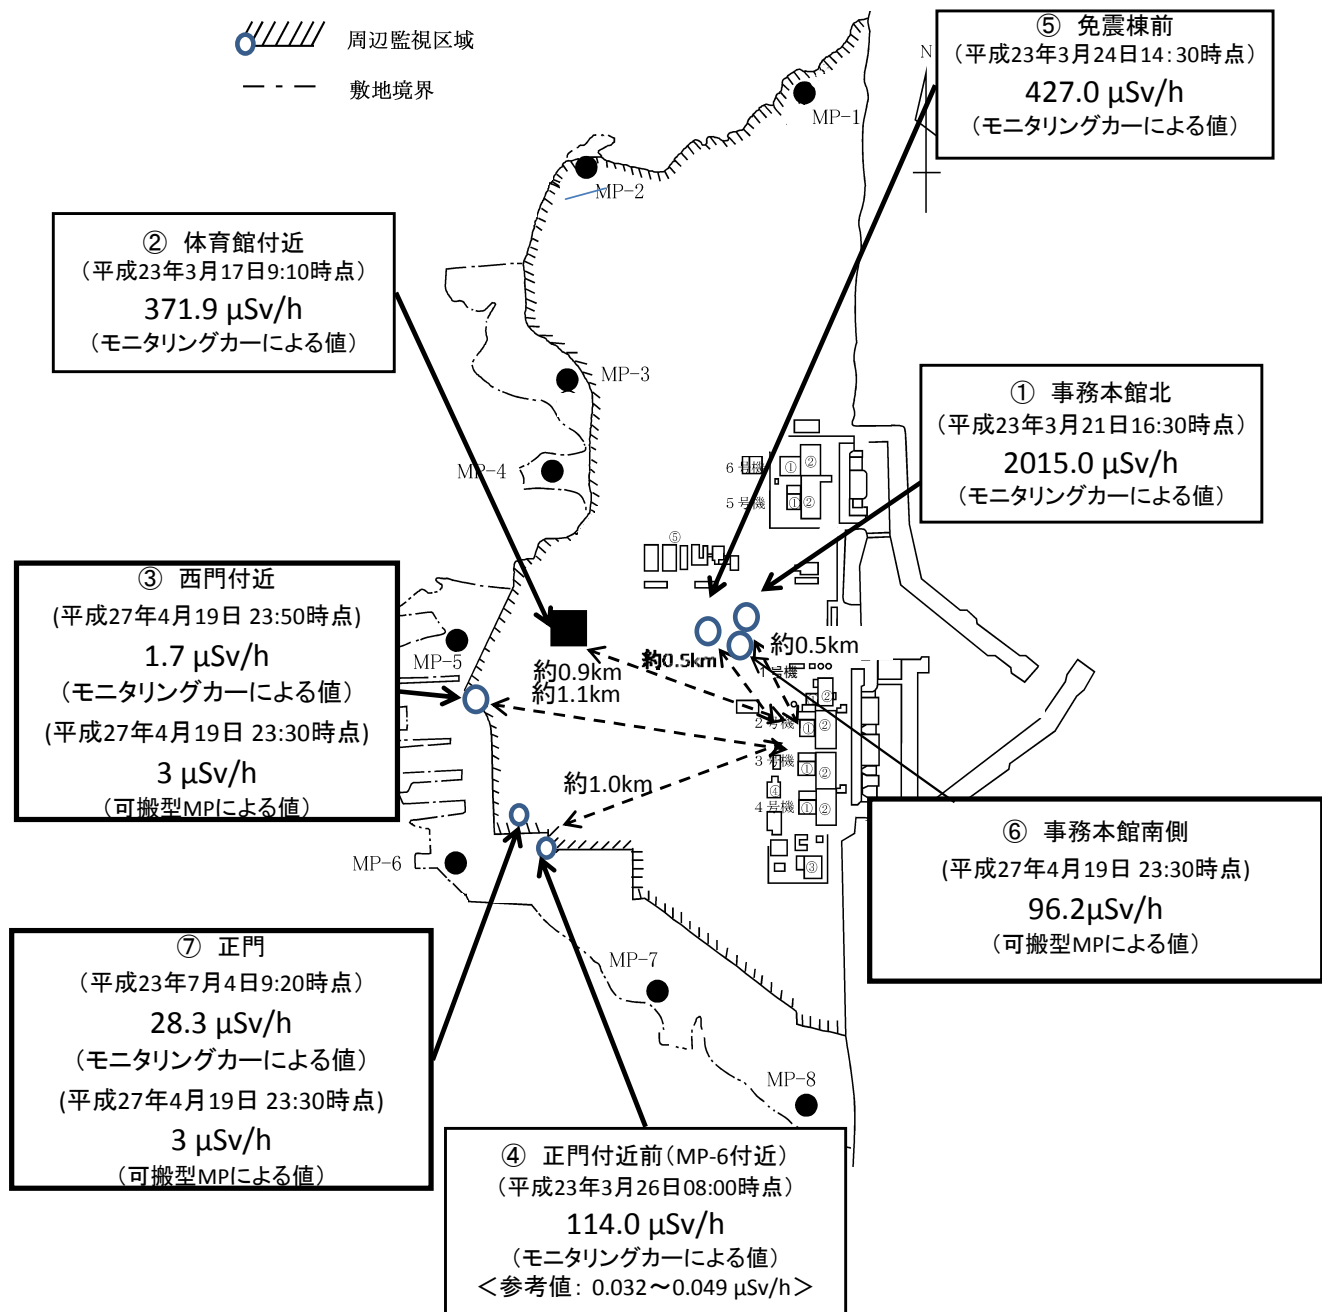 周辺監視区域
敷地境界
⑤ 免震棟前
（平成23年3月24日14:30時点）
427.0 μSv/h
（モニタリングカーによる値）
N
MP-1
MP-2
② 体育館付近
（平成23年3月17日9:10時点）
371.9 μSv/h
（モニタリングカーによる値）
MP-3
① 事務本館北
（平成23年3月21日16:30時点）
2015.0 μSv/h
（モニタリングカーによる値）
MP-4
6号機
①
②
5号機
①
②
⑤
③ 西門付近
(平成27年4月19日 23:50時点)
1.7 μSv/h
（モニタリングカーによる値）
(平成27年4月19日 23:30時点)
3 μSv/h
（可搬型MPによる値）
MP-5
約0.9km
約1.1km
約0.5km
約0.5km
1号機
②
2号機
①
②
3号機
①
②
④
4号機
①
②
③
約1.0km
MP-6
⑥ 事務本館南側
(平成27年4月19日 23:30時点)
96.2μSv/h
（可搬型MPによる値）
⑦ 正門
（平成23年7月4日9:20時点）
28.3 μSv/h
（モニタリングカーによる値）
(平成27年4月19日 23:30時点)
3 μSv/h
（可搬型MPによる値）
MP-7
MP-8
④ 正門付近前（MP-6付近）
（平成23年3月26日08:00時点）
114.0 μSv/h
（モニタリングカーによる値）
＜参考値: 0.032～0.049 μSv/h＞